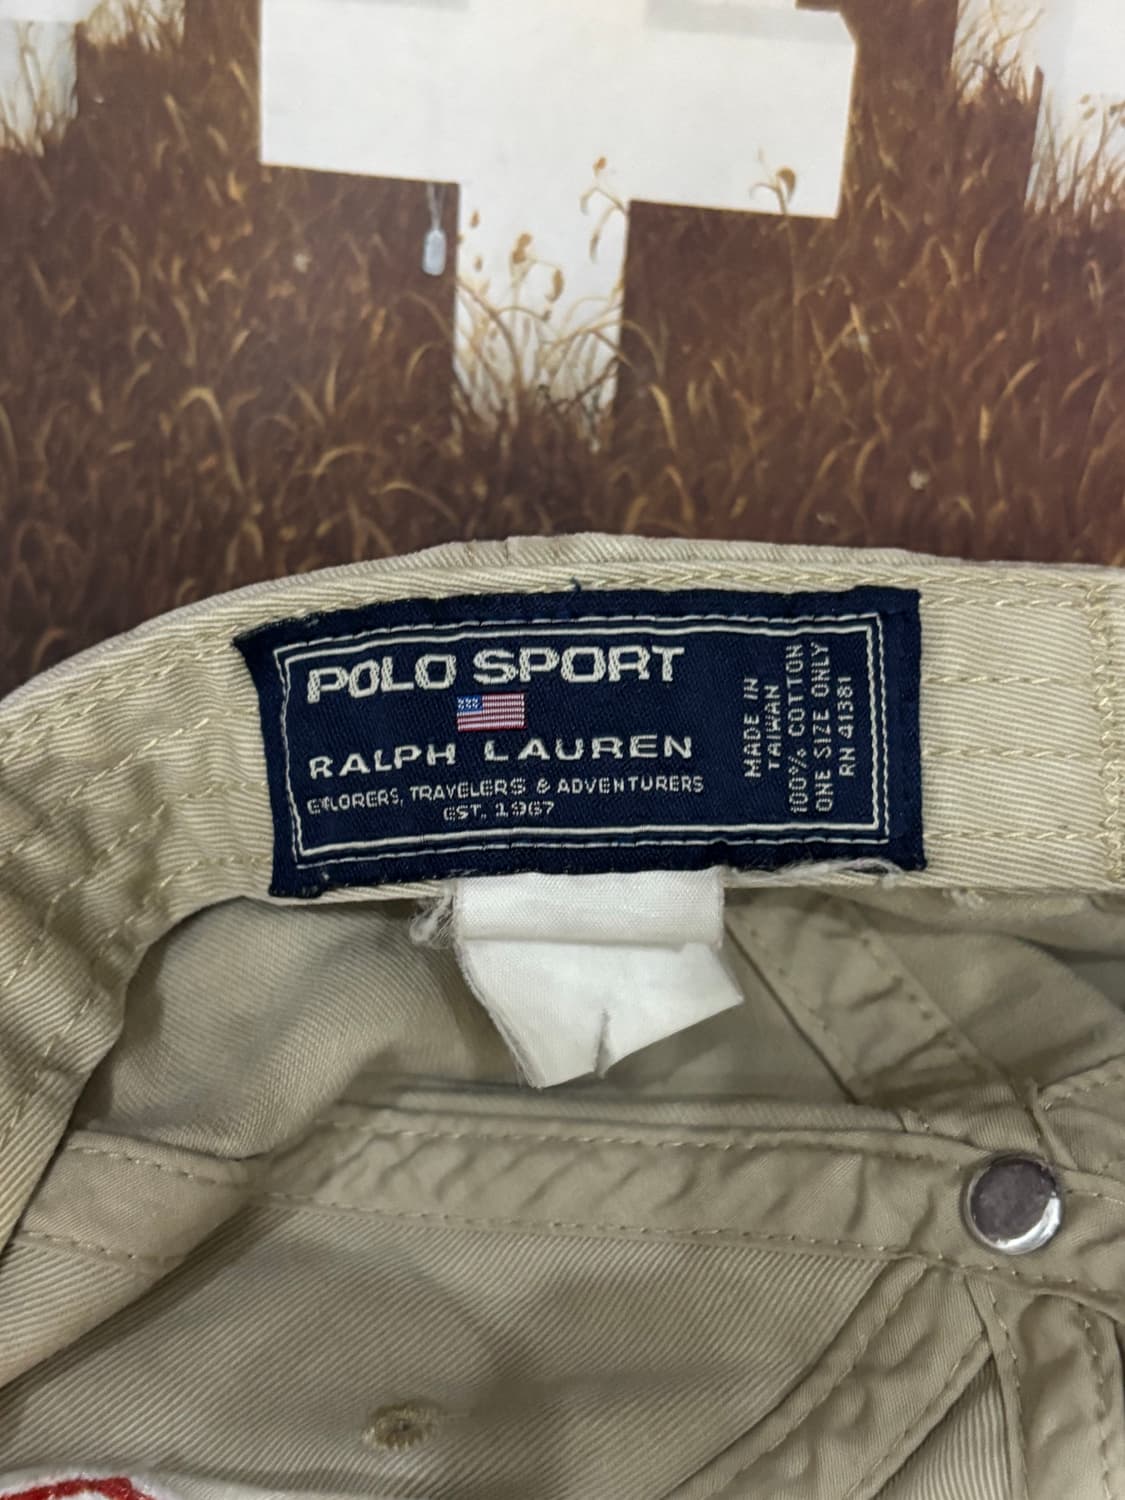 POLO SPORT
RALPH LAUREN
EXPLORERS, TRAVELERS & ADVENTURERS
EST. 1967
MADE IN
TAIWAN
100% COTTON
ONE SIZE ONLY
RN 41381